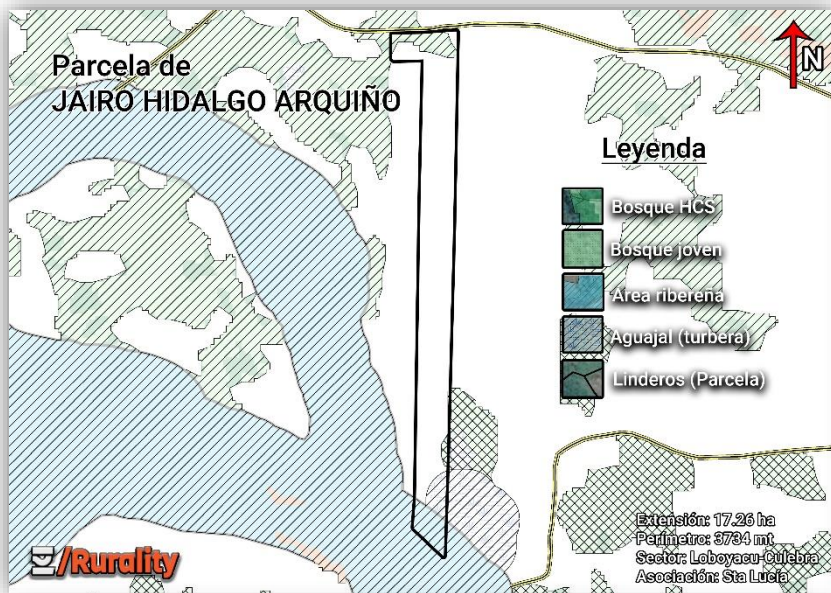 Parcela de
JAIRO HIDALGO ARQUIÑO
N
Leyenda
Bosque HCS
Bosque joven
Area ribereña
Aguajal (turbera)
Linderos (Parcela)
Extensión: 17.26 ha
Perímetro: 3734 mt
Sector: Loboyacu-Culebra
Asociación: Sta Lucía
/Rurality